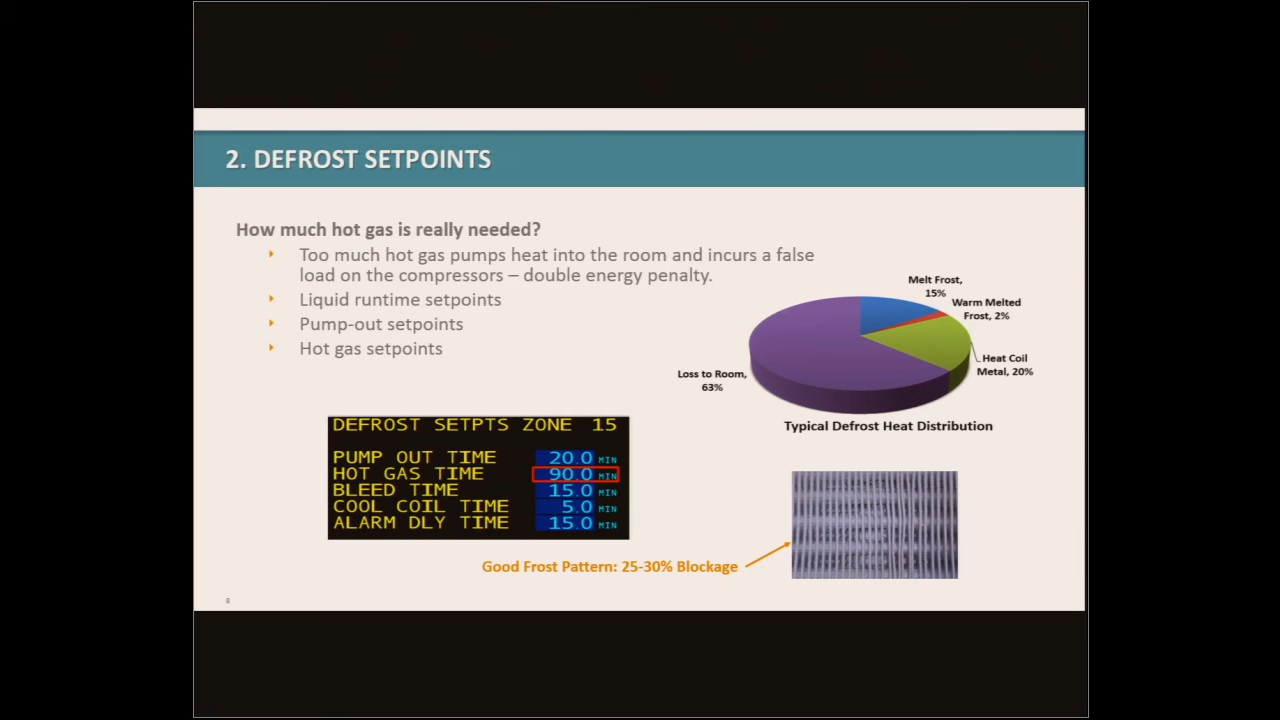 2. DEFROST SETPOINTS
How much hot gas is really needed?
Too much hot gas pumps heat into the room and incurs a false
load on the compressors – double energy penalty.
Liquid runtime setpoints
Pump-out setpoints
Hot gas setpoints
Melt Frost,
15%
Warm Melted
Frost, 2%
Heat Coil
Metal, 20%
Loss to Room,
63%
Typical Defrost Heat Distribution
DEFROST SETPTS ZONE 15
PUMP OUT TIME 20.0 MIN
HOT GAS TIME 90.0 MIN
BLEED TIME 15.0 MIN
COOL COIL TIME 5.0 MIN
ALARM DLY TIME 15.0 MIN
Good Frost Pattern: 25-30% Blockage
8